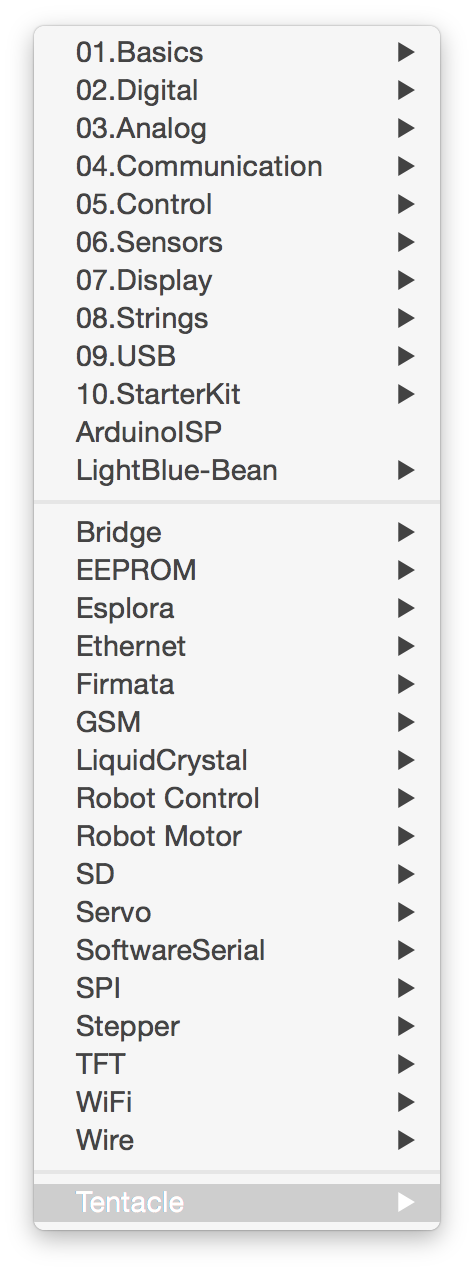 01.Basics
02.Digital
03.Analog
04.Communication
05.Control
06.Sensors
07.Display
08.Strings
09.USB
10.StarterKit
ArduinoISP
LightBlue-Bean
Bridge
EEPROM
Esplora
Ethernet
Firmata
GSM
LiquidCrystal
Robot Control
Robot Motor
SD
Servo
SoftwareSerial
SPI
Stepper
TFT
WiFi
Wire
Tentacle